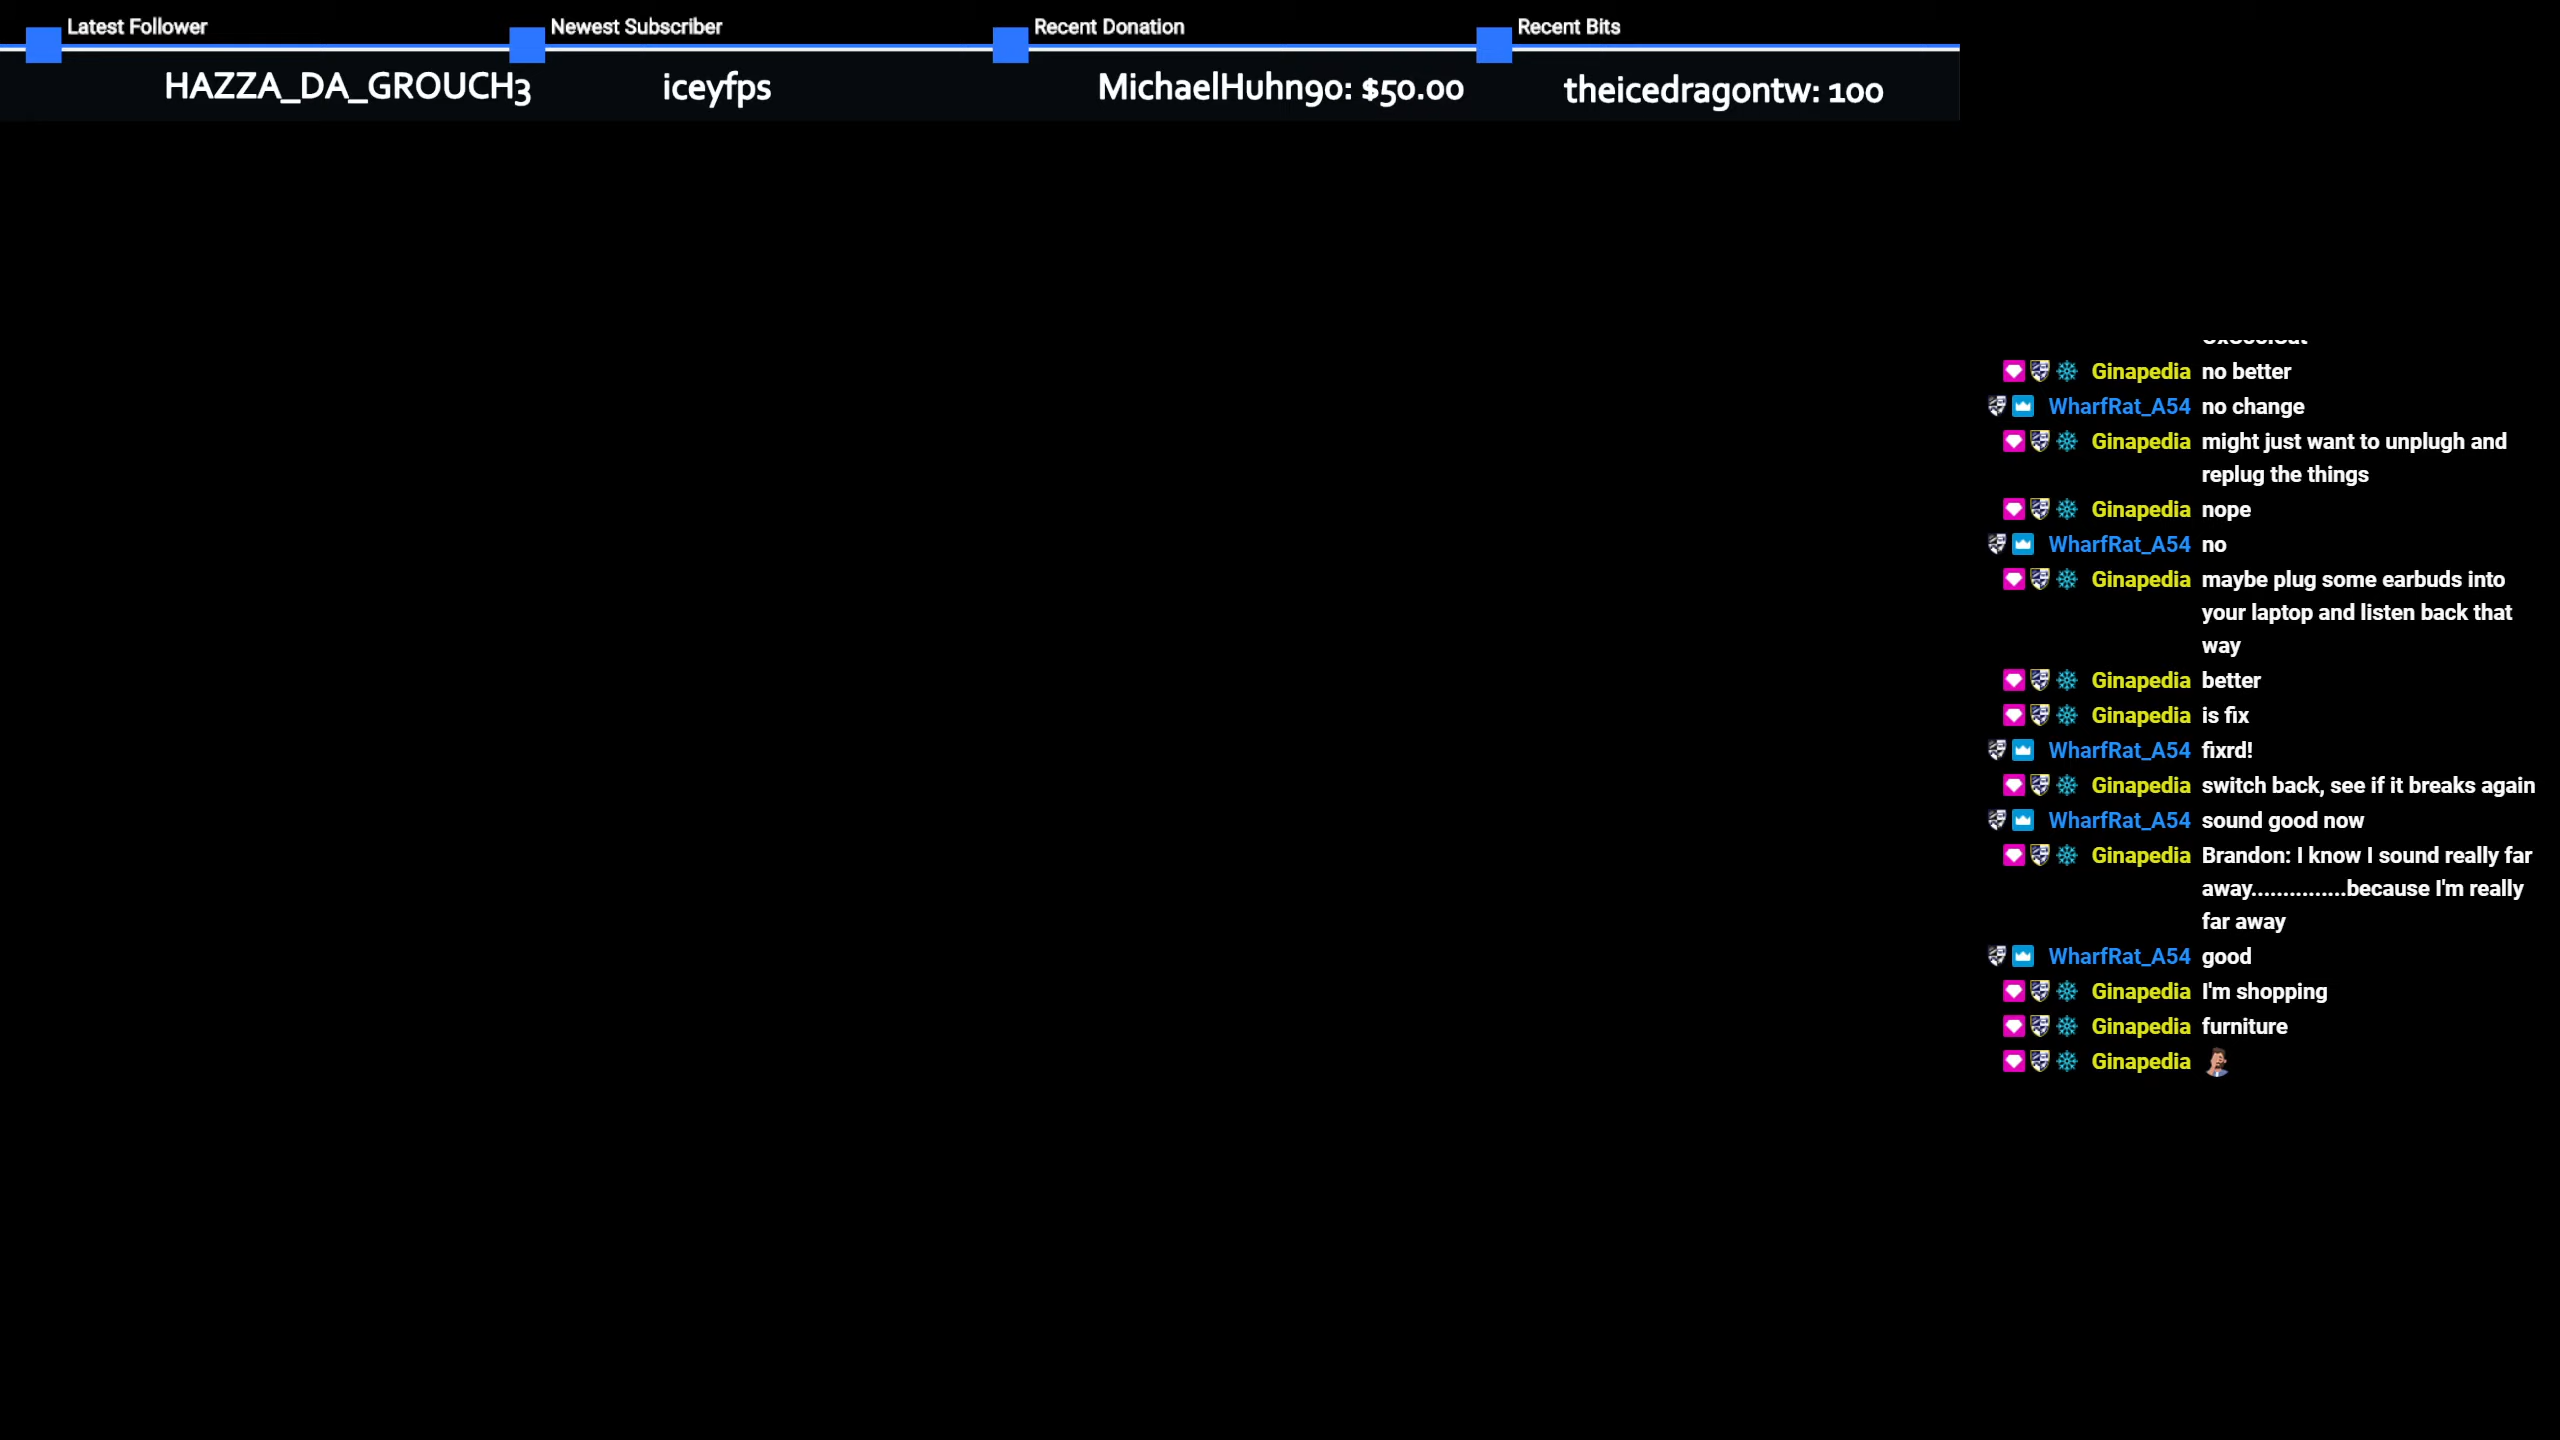 Latest Follower
Newest Subscriber
Recent Donation
Recent Bits
HAZZA_DA_GROUCH3
iceyfps
MichaelHuhn90: $50.00
theicedragontw: 100
Ginapedia no better
WharfRat_A54 no change
Ginapedia might just want to unplugh and
replug the things
Ginapedia nope
WharfRat_A54 no
Ginapedia maybe plug some earbuds into
your laptop and listen back that
way
Ginapedia better
Ginapedia is fix
WharfRat_A54 fixrd!
Ginapedia switch back, see if it breaks again
WharfRat_A54 sound good now
Ginapedia Brandon: I know I sound really far
away...............because I'm really
far away
WharfRat_A54 good
Ginapedia I'm shopping
Ginapedia furniture
Ginapedia